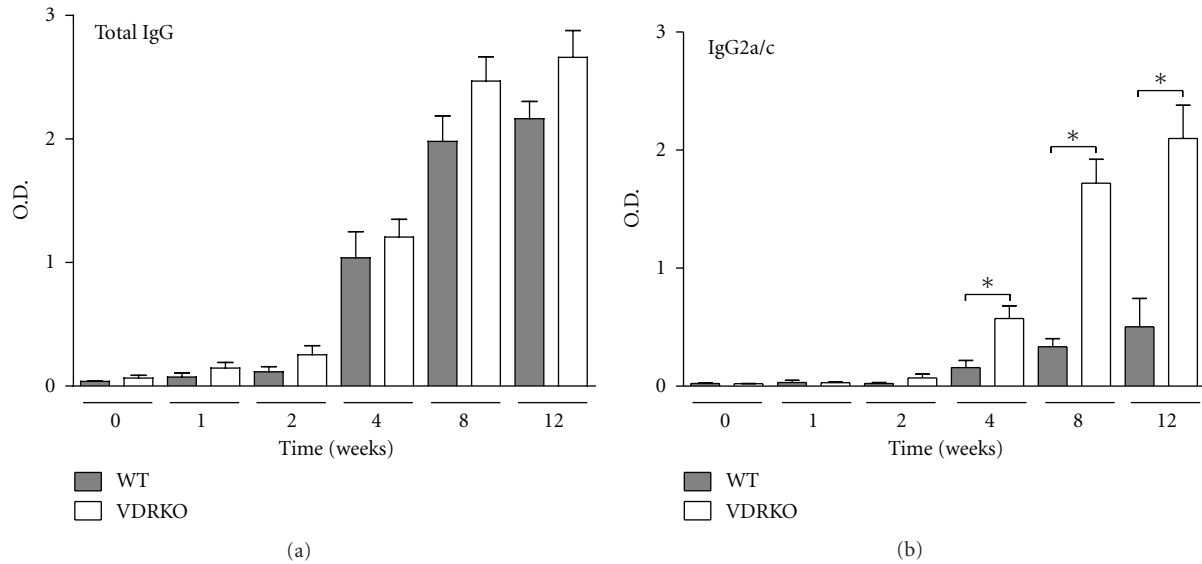 3
Total IgG
2
O.D.
1
0
0 1 2 4 8 12
Time (weeks)
WT
VDRKO
(a)
3
IgG2a/c
*
*
2
O.D.
1
*
0
0 1 2 4 8 12
Time (weeks)
WT
VDRKO
(b)